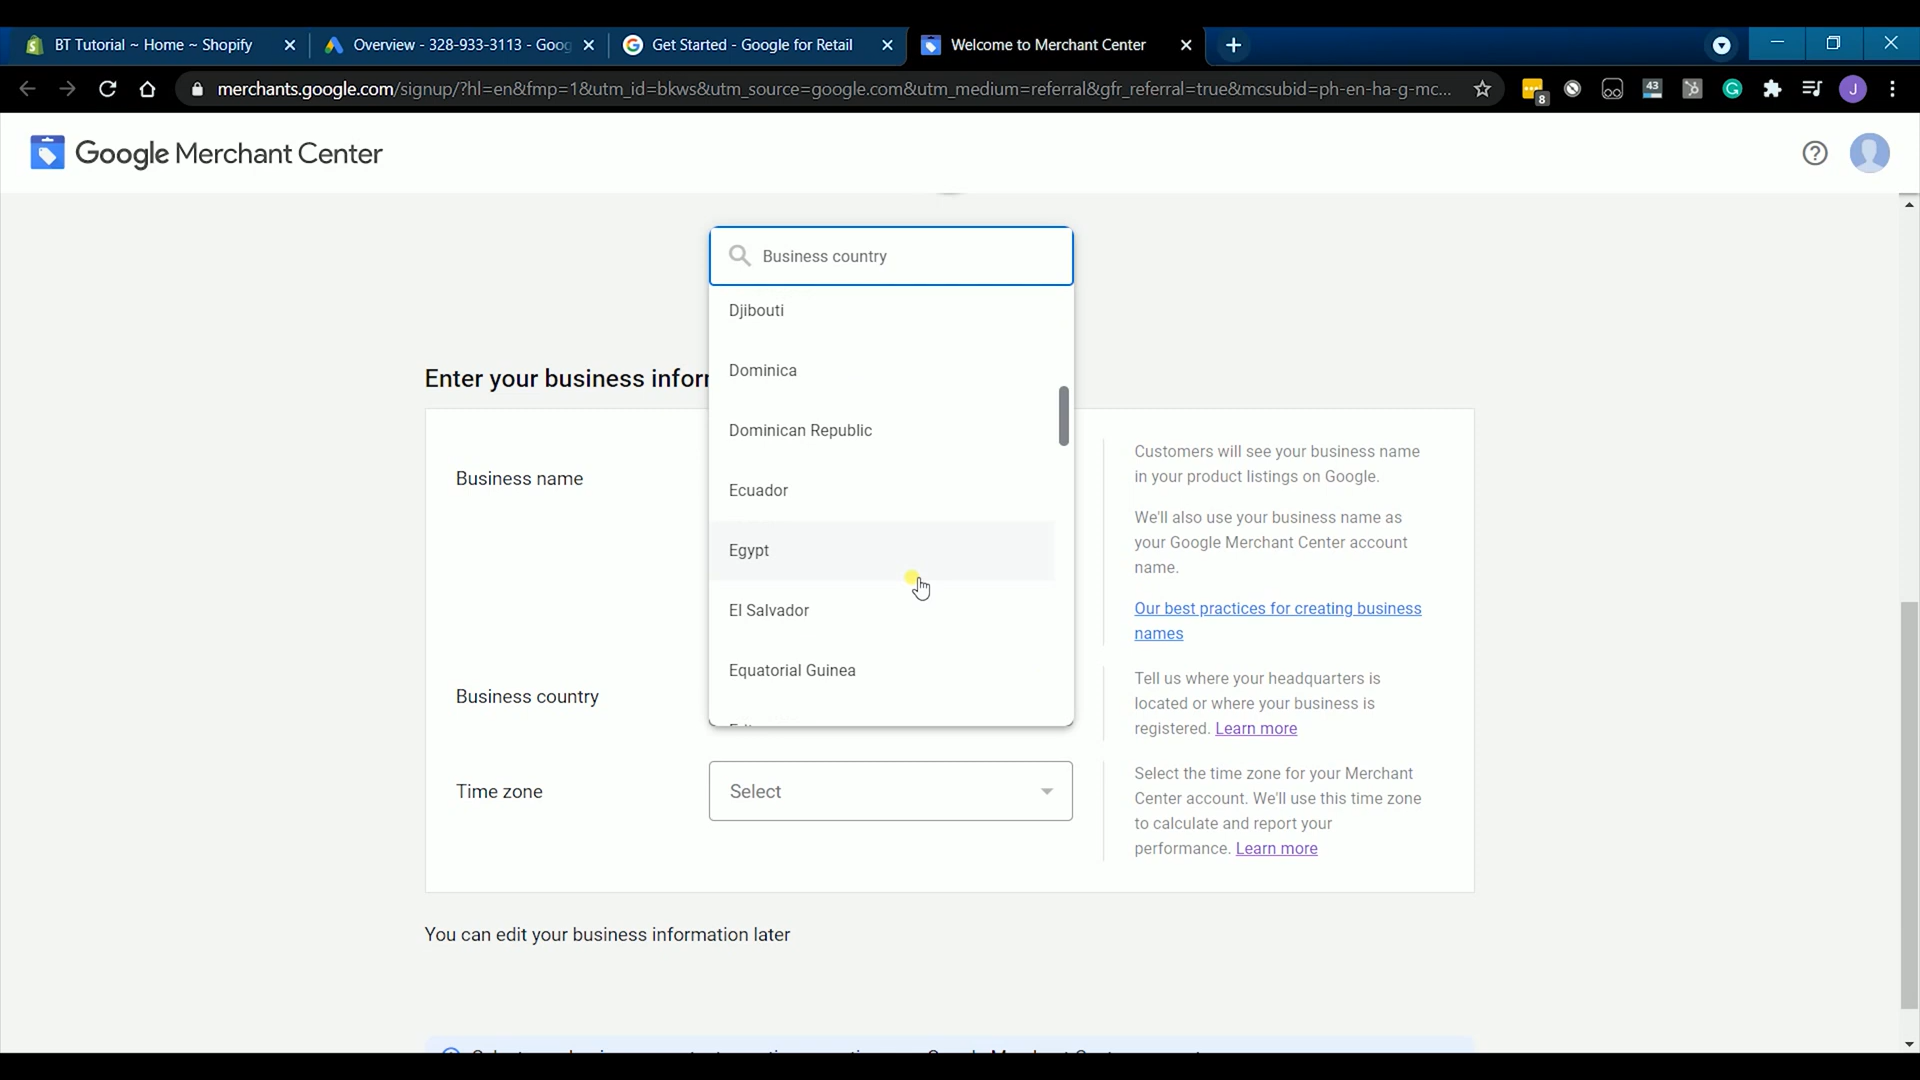 BT Tutorial ~ Home ~ Shopify
Overview - 328-933-3113 - Goog
Get Started - Google for Retail
Welcome to Merchant Center
merchants.google.com/signup/?hl=en&fmp=1&utm_id=bkws&utm_source=google.com&utm_medium=referral&gfr_referral=true&mcsubid=ph-en-ha-g-mc...
8
43
J
Google Merchant Center
Business country
Djibouti
Dominica
Dominican Republic
Ecuador
Egypt
El Salvador
Equatorial Guinea
Enter your business infor
Business name
Customers will see your business name
in your product listings on Google.
We'll also use your business name as
your Google Merchant Center account
name.
Our best practices for creating business
names
Business country
Tell us where your headquarters is
located or where your business is
registered. Learn more
Time zone
Select
Select the time zone for your Merchant
Center account. We'll use this time zone
to calculate and report your
performance. Learn more
You can edit your business information later